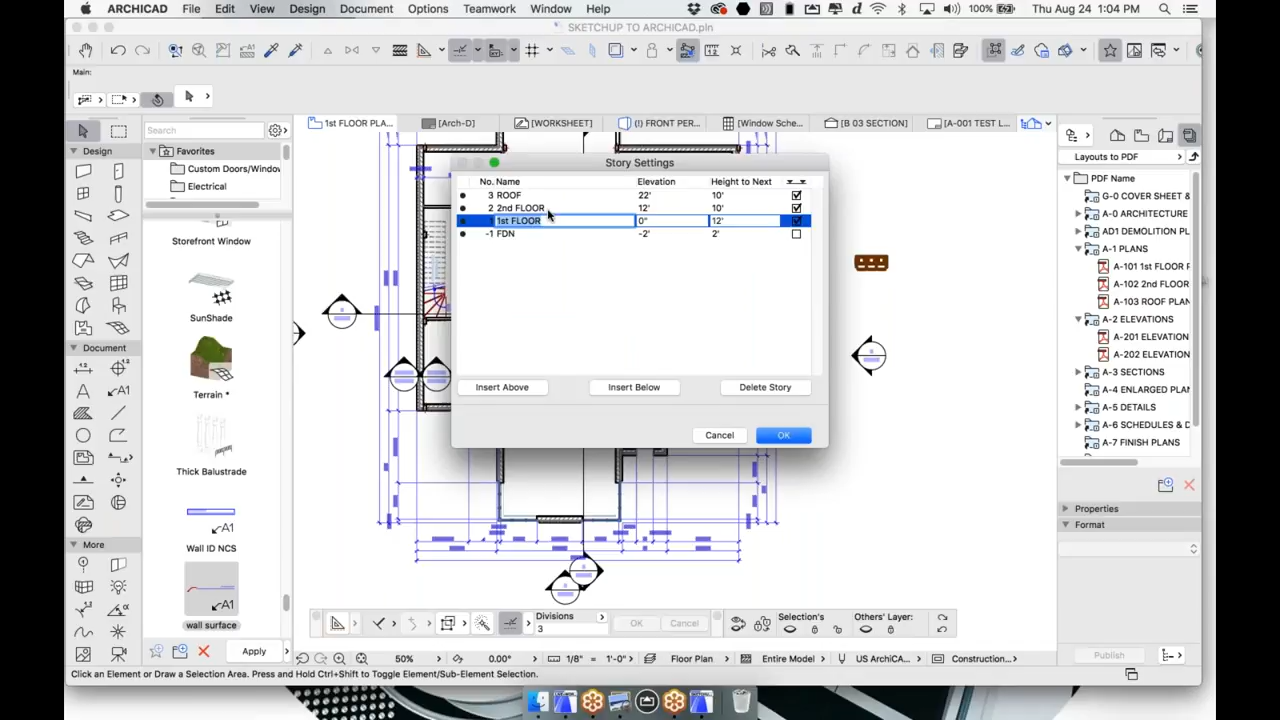 ARCHICAD File Edit View Design Document Options Teamwork Window Help 100% Thu Aug 24 1:04 PM
SKETCHUP TO ARCHICAD.pln
Main:
Search
1st FLOOR PLA...
[Arch-D]
[WORKSHEET]
(!) FRONT PER...
[Window Sche...
[B 03 SECTION]
[A-001 TEST L...
Layouts to PDF
Design
Favorites
Custom Doors/Window
Electrical
Storefront Window
SunShade
Terrain *
Thick Balustrade
Wall ID NCS
wall surface
Apply
Document
More
Story Settings
No. Name Elevation Height to Next
3 ROOF 22' 10'
2 2nd FLOOR 12' 10'
1st FLOOR 0" 12'
-1 FDN -2' 2'
Insert Above
Insert Below
Delete Story
Cancel
OK
PDF Name
G-0 COVER SHEET &
A-0 ARCHITECTURE
AD1 DEMOLITION PL
A-1 PLANS
A-101 1st FLOOR P
A-102 2nd FLOOR
A-103 ROOF PLAN
A-2 ELEVATIONS
A-201 ELEVATION
A-202 ELEVATION
A-3 SECTIONS
A-4 ENLARGED PLAN
A-5 DETAILS
A-6 SCHEDULES & D
A-7 FINISH PLANS
Properties
Format
Publish
Divisions
3
OK
Cancel
Selection's
Others' Layer:
50%
0.00°
1/8" = 1'-0"
Floor Plan
Entire Model
US ArchiCA...
Construction...
Click an Element or Draw a Selection Area. Press and Hold Ctrl+Shift to Toggle Element/Sub-Element Selection.